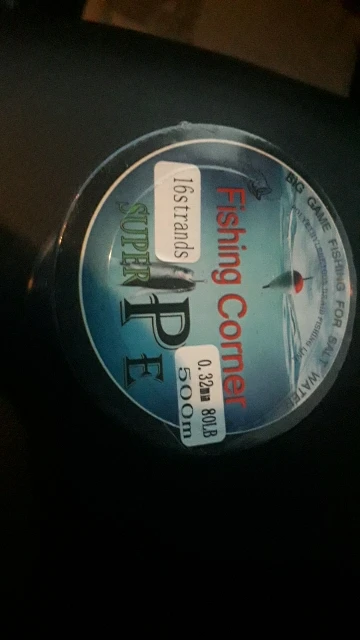 BIG GAME FISHING FOR SALT WATER
Fishing Corner
16strands
SUPER
PE
0.32mm 80LB
500m